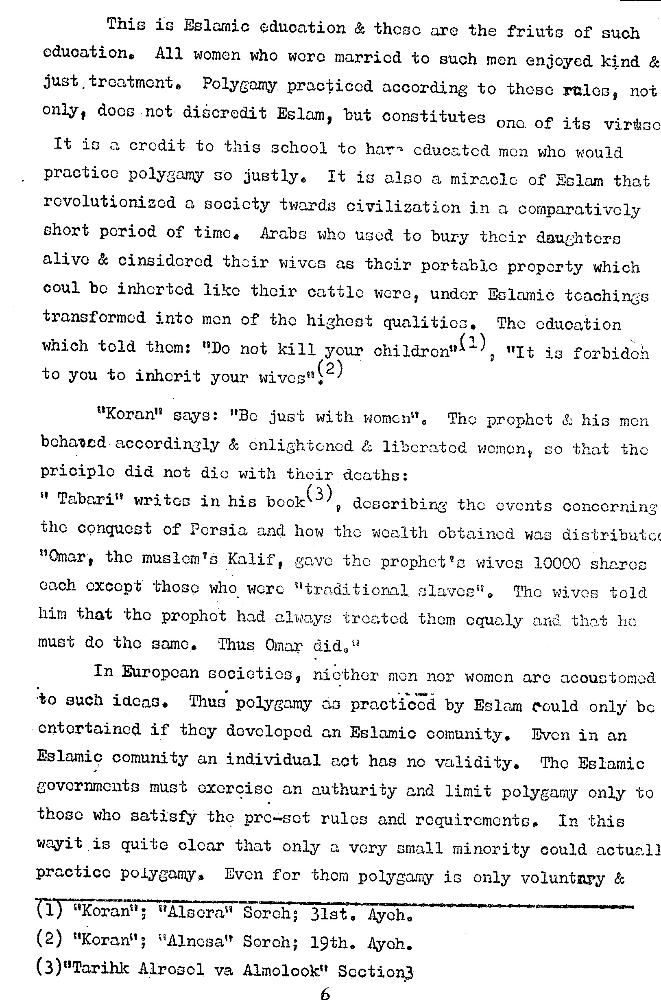 This is Eslamic education & these are the friuts of such
education. All women who were married to such men enjoyed kind &
just treatment. Polygamy practiced according to these rules, not
only, does not discredit Eslam, but constitutes one of its
It is a credit to this school to have educated men who would
practice polygamy so justly. It is also a miracle of Eslam that
revolutionized a society twards civilization in a comparatively
short period of time. Arabs who used to bury their daughters
alive & cinsidered their wives as their portable property which
coul be inherted like their cattle were, under Eslamic teachings
transformed into men of the highest qualities. The education
which told them: "Do not kill your children"(1), "It is forbiden
to you to inherit your wives".(2)
"Koran" says: "Be just with women". The prophet & his men
behaved accordingly & enlightened & liberated women, so that the
priciple did not die with their deaths:
" Tabari" writes in his book(3), describing the events concerning
the conquest of Persia and how the wealth obtained was distributed
"Omar, the muslem's Kalif, gave the prophet's wives 10000 shares
each except those who were "traditional slaves". The wives told
him that the prophet had always treated them equaly and that he
must do the same. Thus Omar did."
In European societies, niether men nor women are acoustomed
to such ideas. Thus polygamy as practiced by Eslam could only be
entertained if they developed an Eslamic comunity. Even in an
Eslamic comunity an individual act has no validity. The Eslamic
governments must exercise an authurity and limit polygamy only to
those who satisfy the pre-set rules and requirements. In this
wayit is quite clear that only a very small minority could actuall
practice polygamy. Even for them polygamy is only voluntary &
(1) "Koran"; "Alsera" Soreh; 31st. Ayeh.
(2) "Koran"; "Alnesa" Soreh; 19th. Ayeh.
(3)"Tarihk Alrosol va Almolook" Section3
6